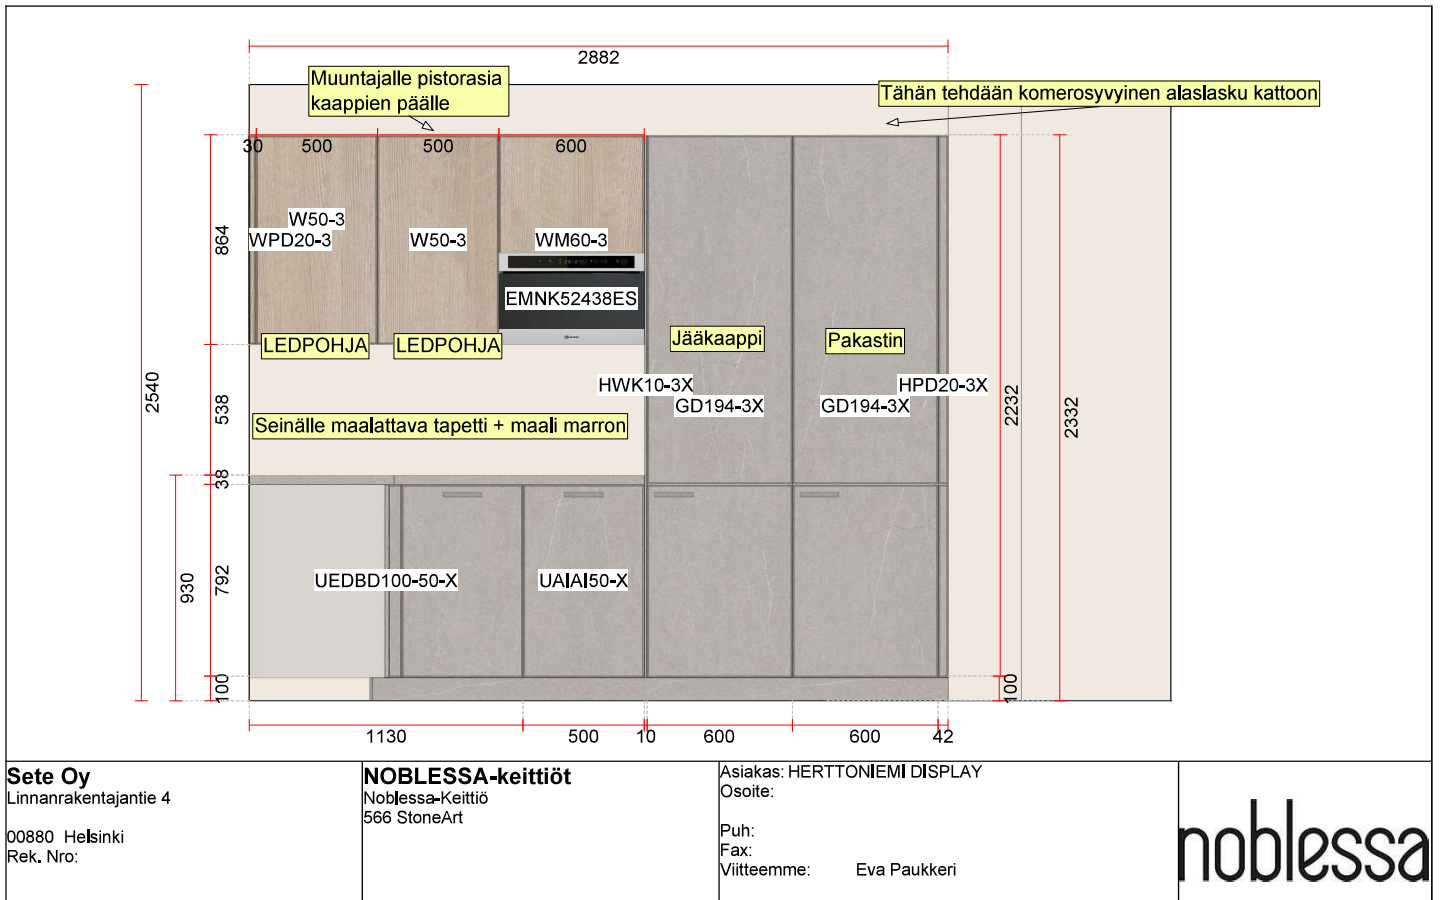 2882
Muuntajalle pistorasia
kaappien päälle
Tähän tehdään komerosyvyinen alaslasku kattoon
30
500
500
600
W50-3
WPD20-3
W50-3
WM60-3
864
EMNK52438ES
LEDPOHJA
LEDPOHJA
Jääkaappi
Pakastin
HWK10-3X
HPD20-3X
GD194-3X
GD194-3X
2540
538
2232
2332
Seinälle maalattava tapetti + maali marron
38
930
792
UEDBD100-50-X
UAIAI50-X
100
100
1130
500
10
600
600
42
Sete Oy
Linnanrakentajantie 4
00880 Helsinki
Rek. Nro:
NOBLESSA-keittiöt
Noblessa-Keittiö
566 StoneArt
Asiakas: HERTTONIEMI DISPLAY
Osoite:
Puh:
Fax:
Viitteemme: Eva Paukkeri
noblessa